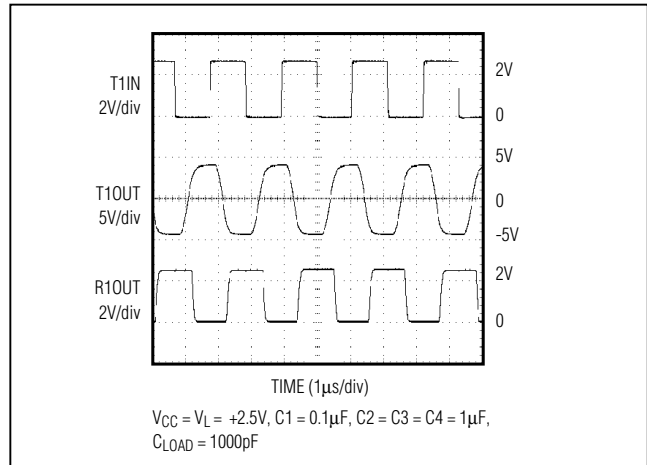 T1IN
2V/div
2V
0
T1OUT
5V/div
5V
0
-5V
R1OUT
2V/div
2V
0
TIME (1μs/div)
VCC = VL = +2.5V, C1 = 0.1μF, C2 = C3 = C4 = 1μF,
CLOAD = 1000pF